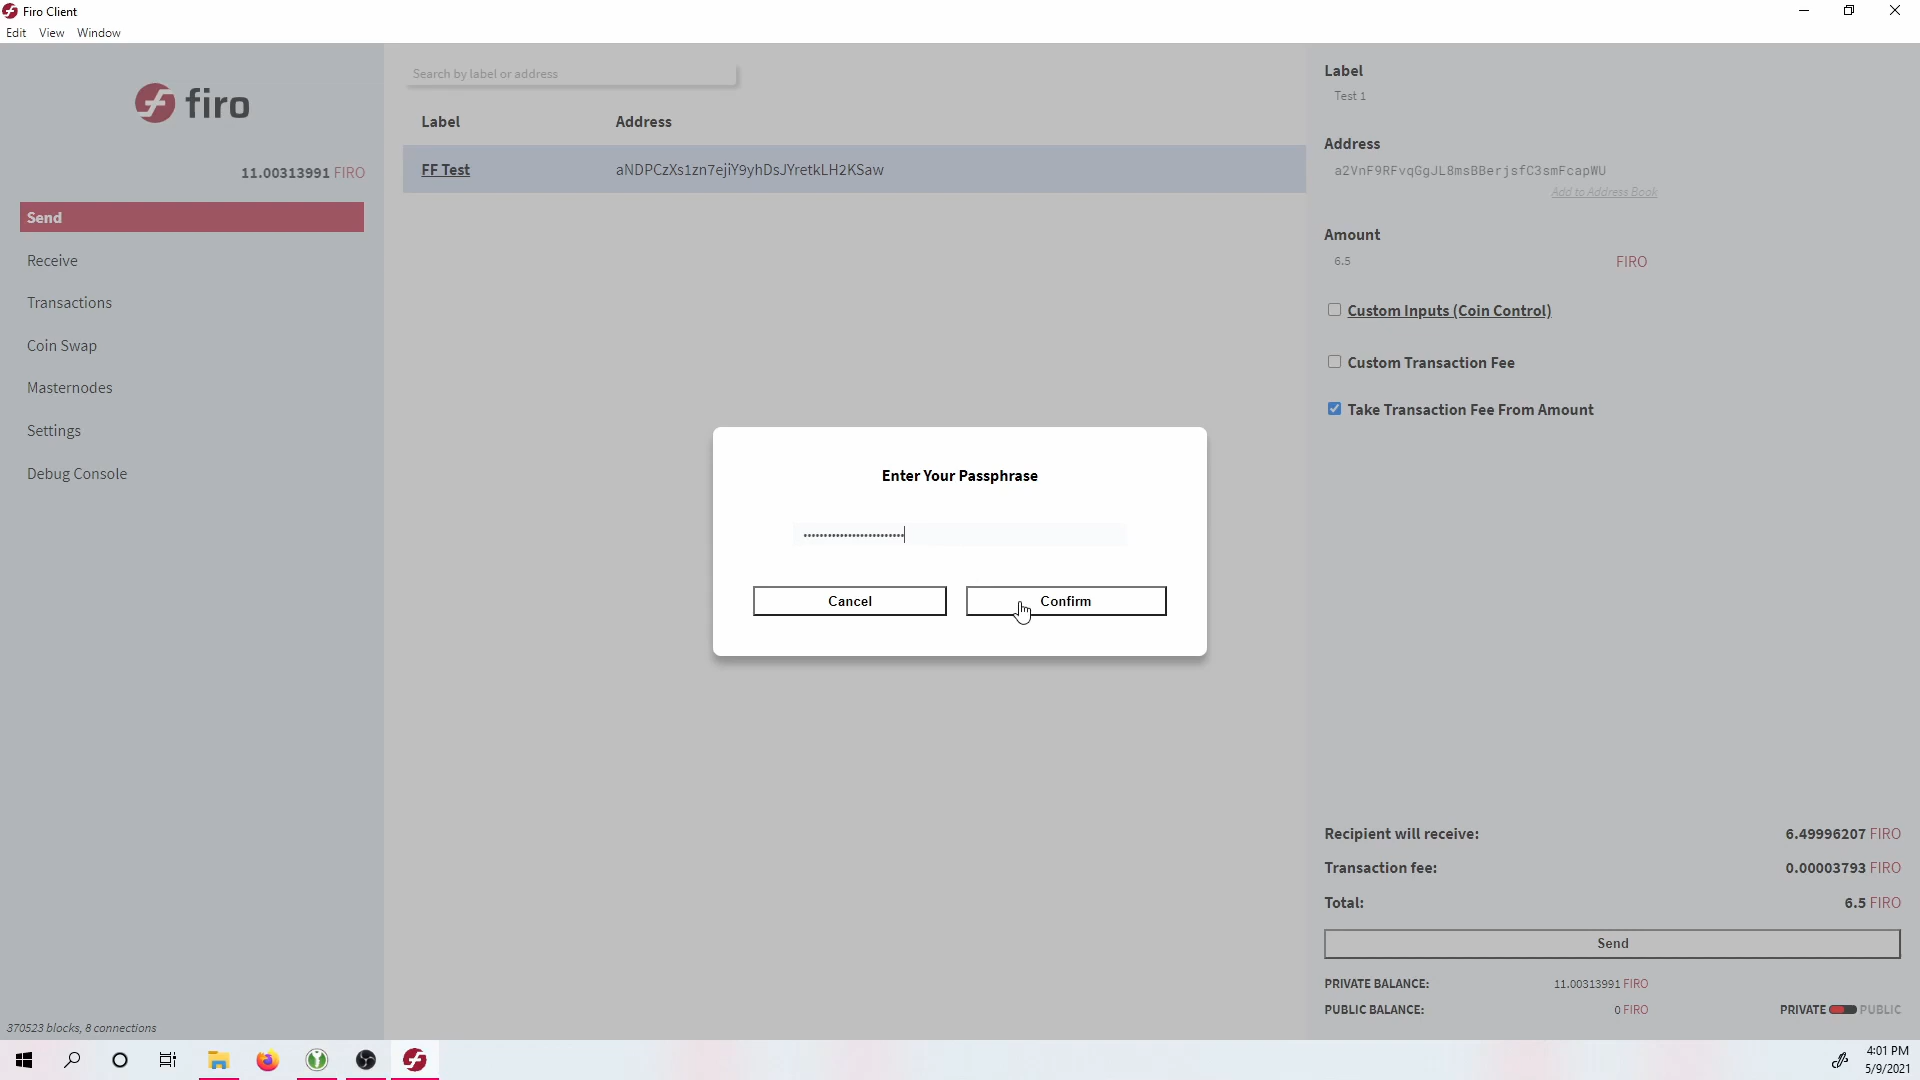 Firo Client
Edit View Window
firo
11.00313991 FIRO
Send
Receive
Transactions
Coin Swap
Masternodes
Settings
Debug Console
370523 blocks, 8 connections
Search by label or address
Label Address
FF Test aNDPCzXs1zn7ejiY9yhDsJYretkLH2KSaw
Enter Your Passphrase
Cancel Confirm
Label
Test 1
Address
a2VnF9RFvqGgJL8msBBerjsfC3smFcapWU
Add to Address Book
Amount
6.5 FIRO
Custom Inputs (Coin Control)
Custom Transaction Fee
Take Transaction Fee From Amount
Recipient will receive: 6.49996207 FIRO
Transaction fee: 0.00003793 FIRO
Total: 6.5 FIRO
Send
PRIVATE BALANCE: 11.00313991 FIRO
PUBLIC BALANCE: 0 FIRO PRIVATE PUBLIC
4:01 PM
5/9/2021